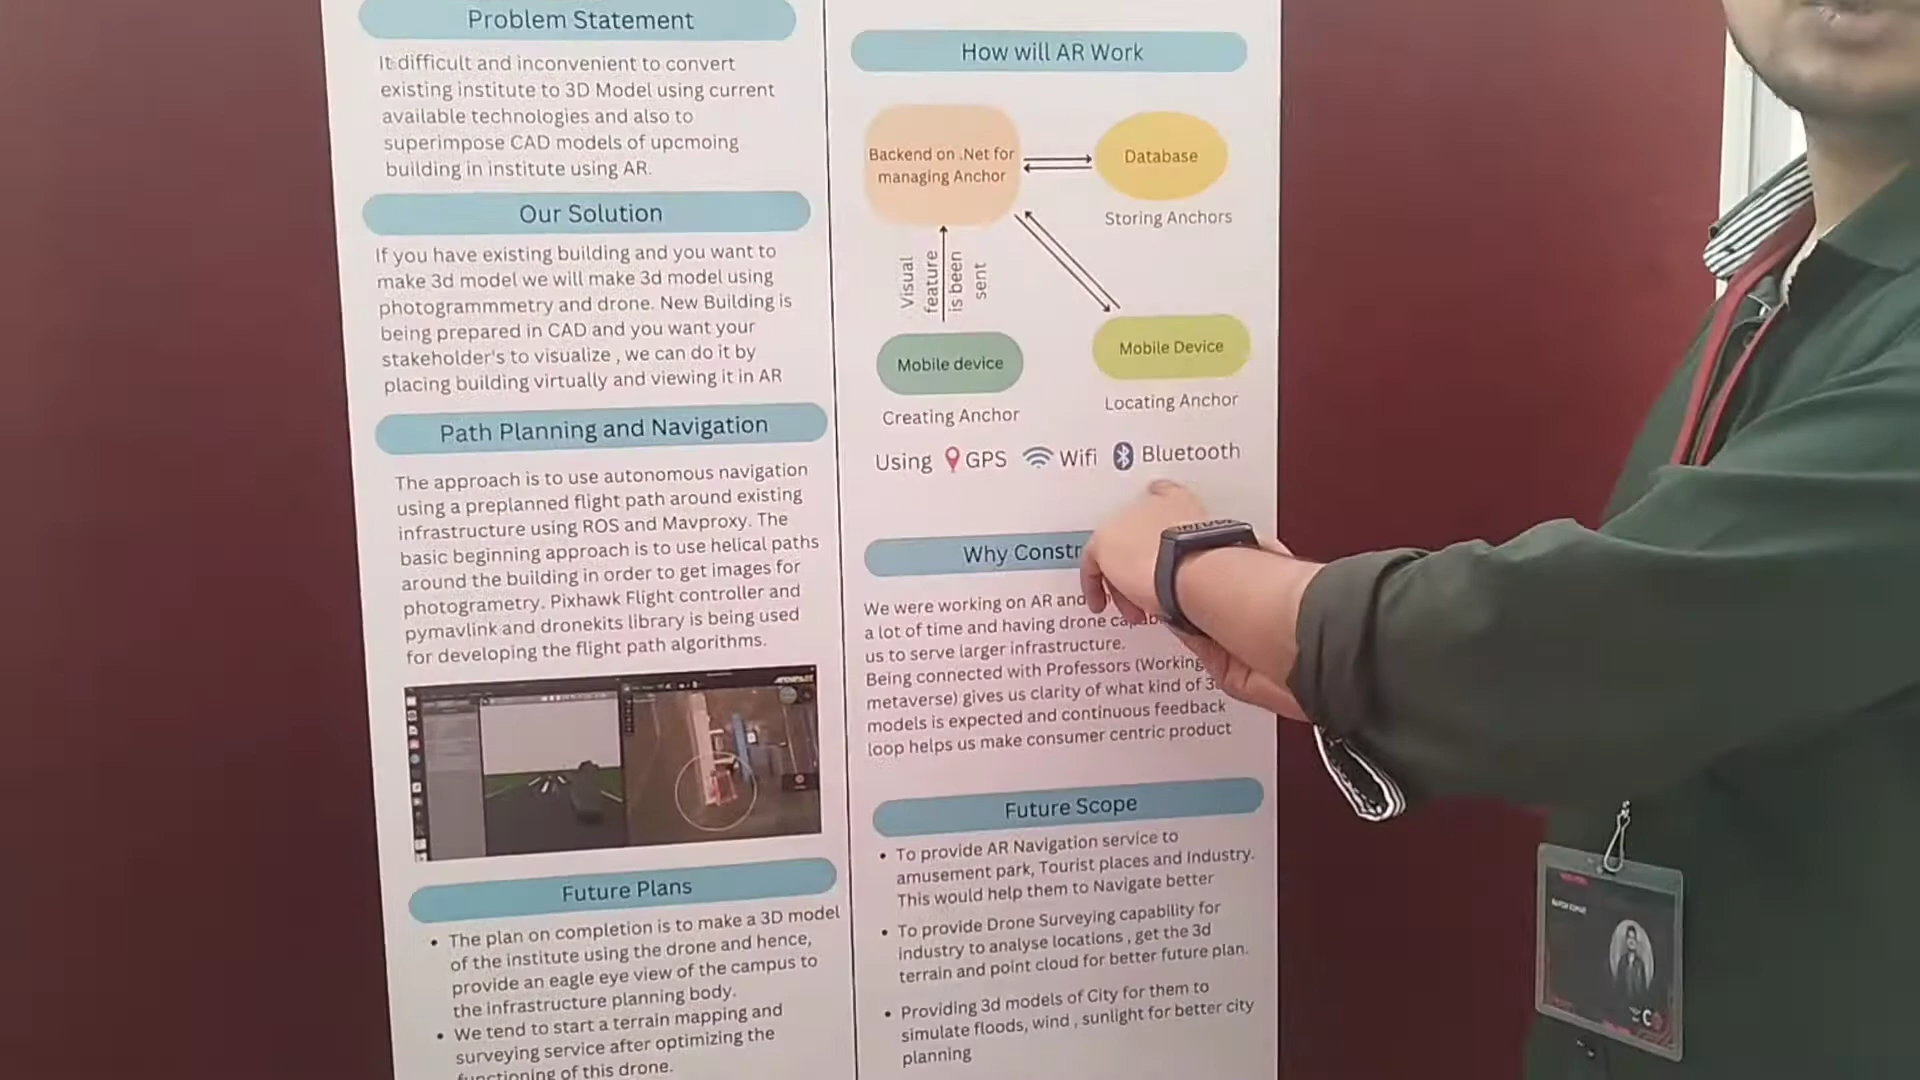 Problem Statement
It difficult and inconvenient to convert
existing institute to 3D Model using current
available technologies and also to
superimpose CAD models of upcmoing
building in institute using AR.
Our Solution
If you have existing building and you want to
make 3d model we will make 3d model using
photogrammmetry and drone. New Building is
being prepared in CAD and you want your
stakeholder's to visualize , we can do it by
placing building virtually and viewing it in AR
Path Planning and Navigation
The approach is to use autonomous navigation
using a preplanned flight path around existing
infrastructure using ROS and Mavproxy. The
basic beginning approach is to use helical paths
around the building in order to get images for
photogrametry. Pixhawk Flight controller and
pymavlink and dronekits library is being used
for developing the flight path algorithms.
Future Plans
• The plan on completion is to make a 3D model
of the institute using the drone and hence,
provide an eagle eye view of the campus to
the infrastructure planning body.
• We tend to start a terrain mapping and
surveying service after optimizing the
functioning of this drone.
How will AR Work
Backend on .Net for
managing Anchor
Database
Storing Anchors
Visual
feature
is been
sent
Mobile device
Creating Anchor
Mobile Device
Locating Anchor
Using GPS Wifi Bluetooth
Why
We were working on AR and
a lot of time and having drone
us to serve larger infrastructure.
Being connected with Professors (Working
metaverse) gives us clarity of what kind of
models is expected and continuous feedback
loop helps us make consumer centric product
Future Scope
• To provide AR Navigation service to
amusement park, Tourist places and Industry.
This would help them to Navigate better
• To provide Drone Surveying capability for
industry to analyse locations , get the 3d
terrain and point cloud for better future plan.
• Providing 3d models of City for them to
simulate floods, wind , sunlight for better city
planning